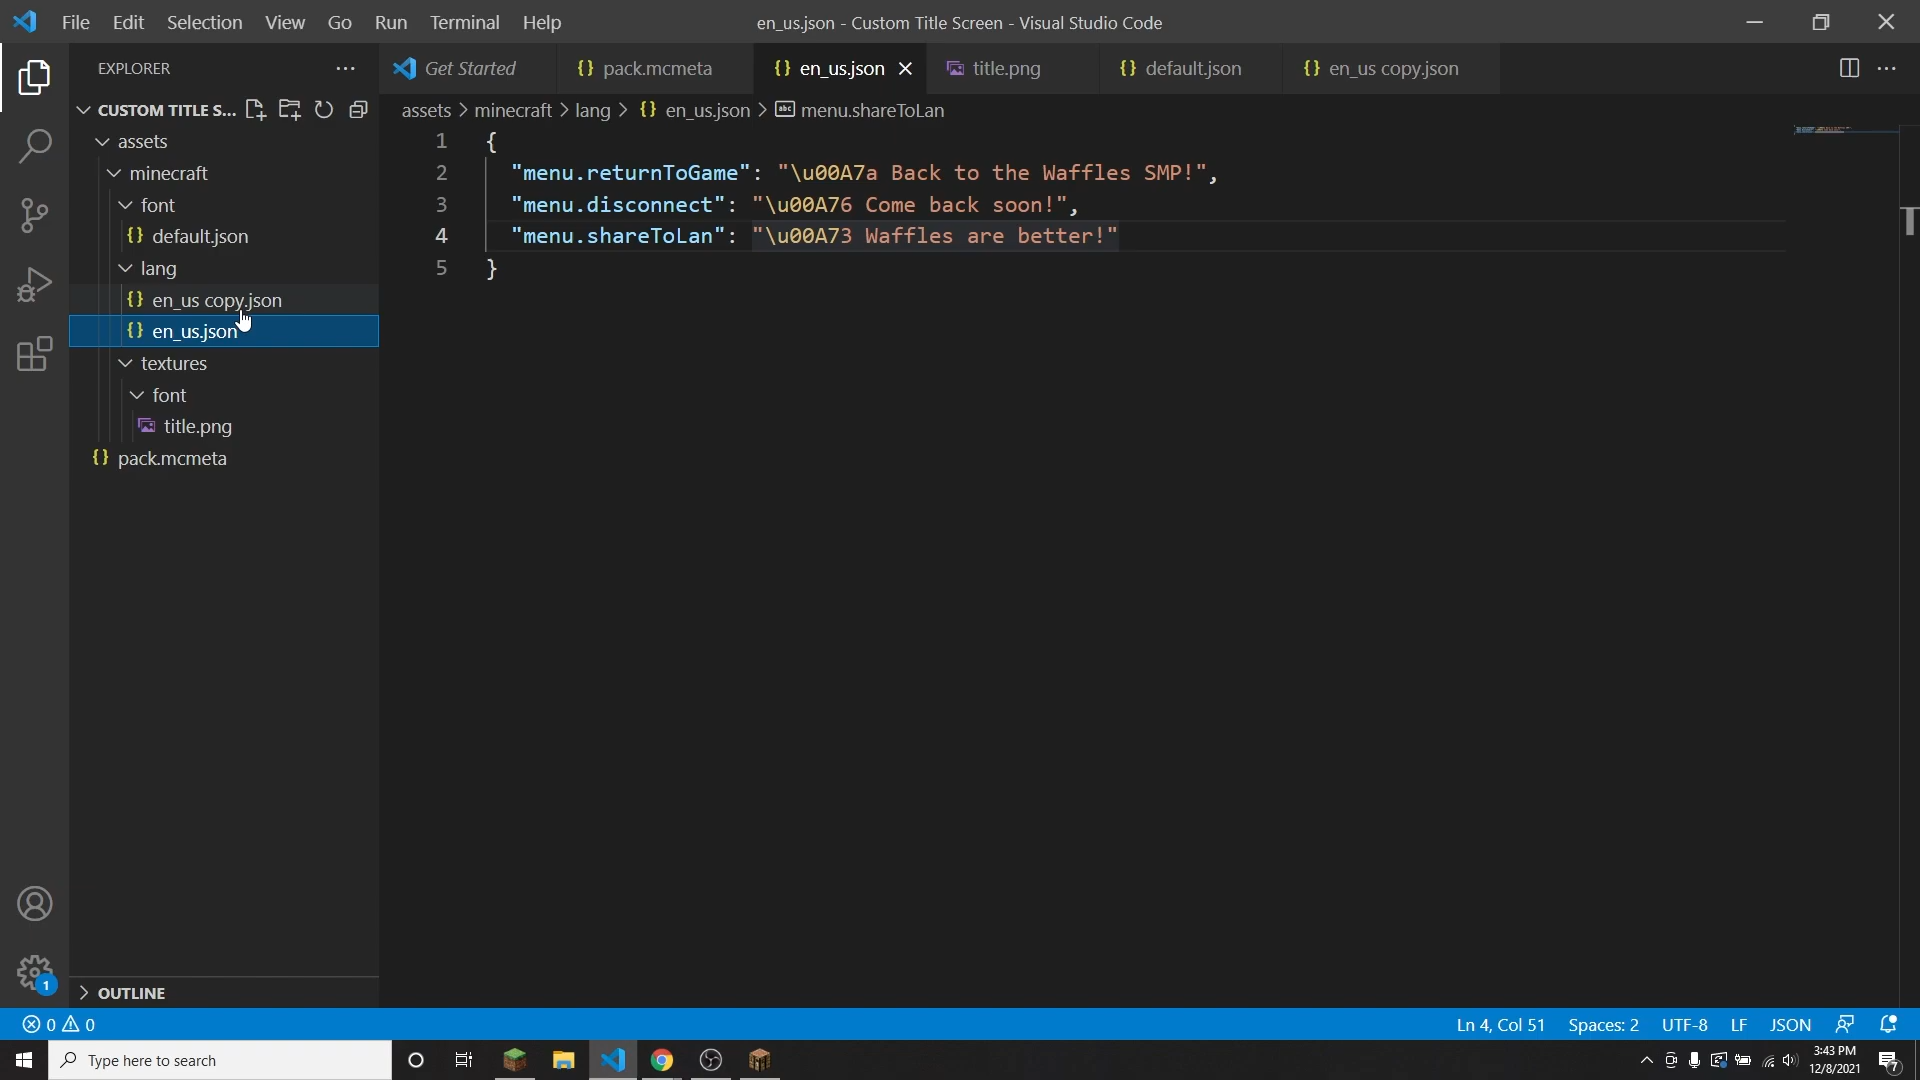 File Edit Selection View Go Run Terminal Help
en_us.json - Custom Title Screen - Visual Studio Code
EXPLORER
Get Started
pack.mcmeta
en_us.json
title.png
default.json
en_us copy.json
CUSTOM TITLE S...
assets > minecraft > lang > {} en_us.json > abc menu.shareToLan
assets
minecraft
font
default.json
lang
en_us copy.json
en_us.json
textures
font
title.png
pack.mcmeta
1 {
2 "menu.returnToGame": "\u00A7a Back to the Waffles SMP!",
3 "menu.disconnect": "\u00A76 Come back soon!",
4 "menu.shareToLan": "\u00A73 Waffles are better!"
5 }
1
OUTLINE
0 0
Ln 4, Col 51 Spaces: 2 UTF-8 LF JSON
Type here to search
3:43 PM
12/8/2021
7